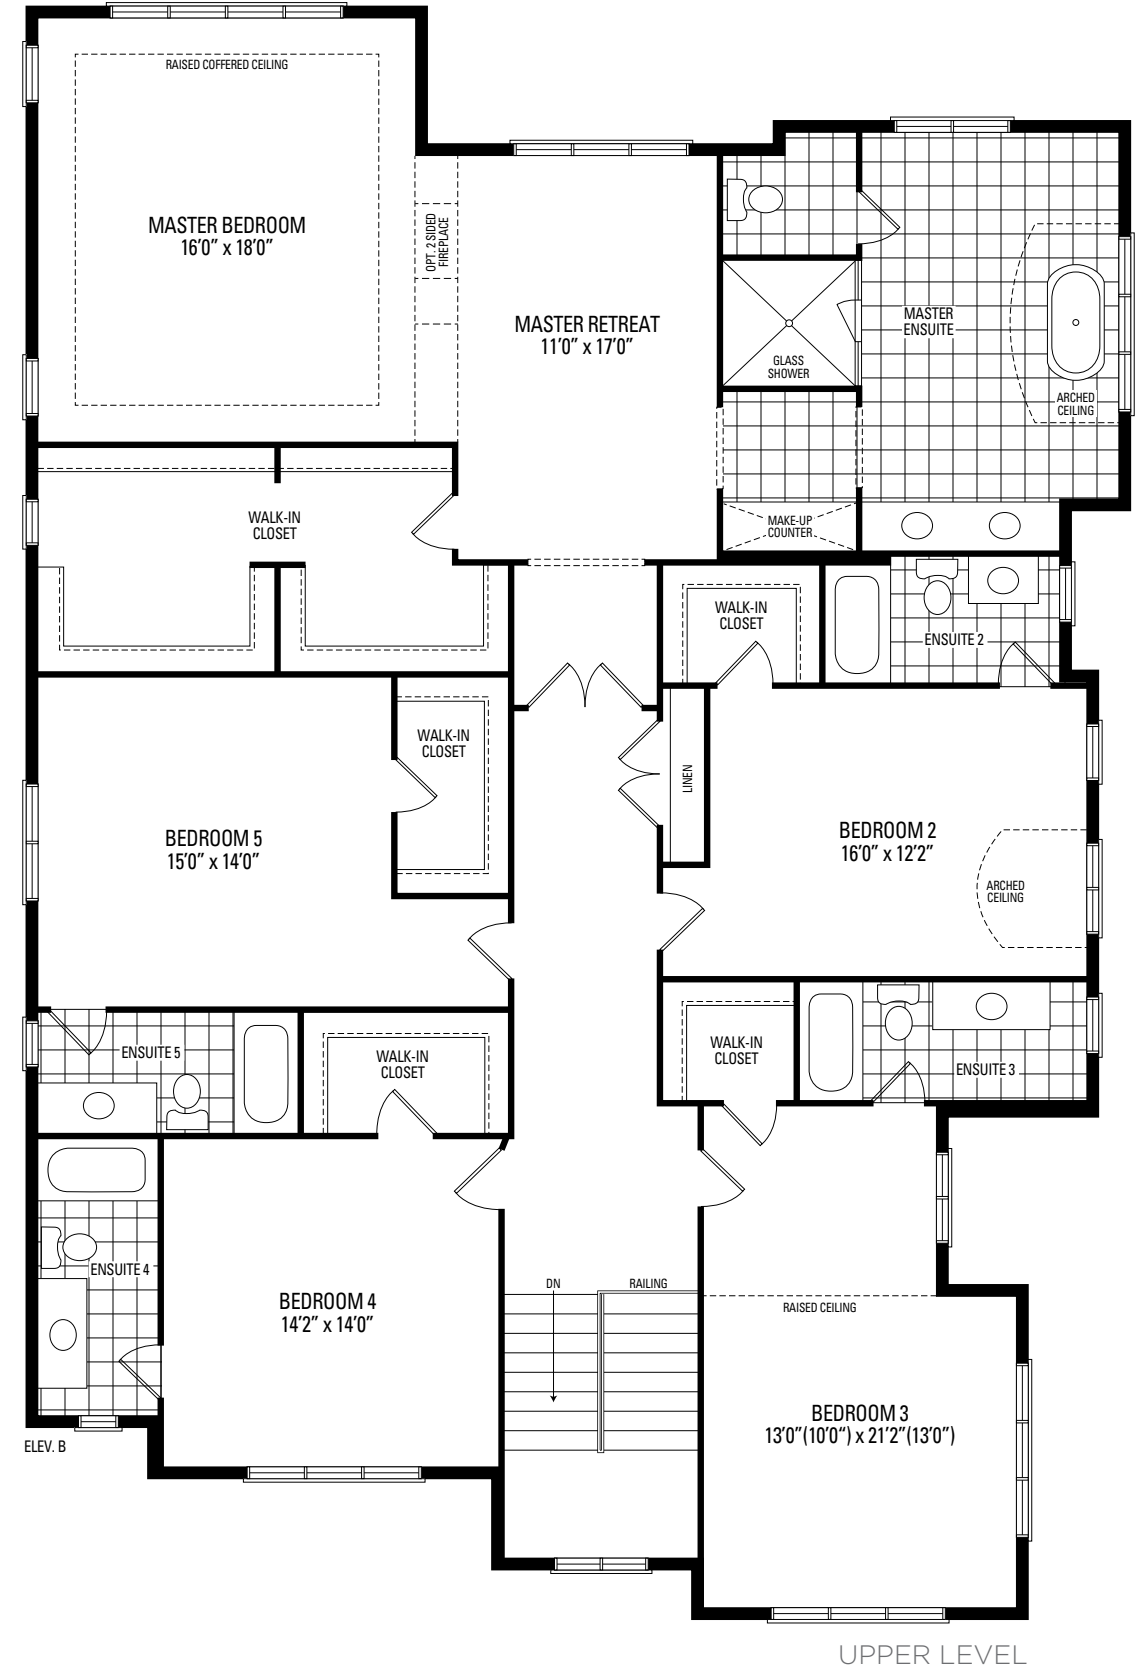 RAISED COFFERED CEILING
MASTER BEDROOM
16'0" x 18'0"
OPT. 2 SIDED
FIREPLACE
MASTER RETREAT
11'0" x 17'0"
MASTER
ENSUITE
GLASS
SHOWER
ARCHED
CEILING
MAKE-UP
COUNTER
WALK-IN
CLOSET
WALK-IN
CLOSET
ENSUITE 2
WALK-IN
CLOSET
LINEN
BEDROOM 5
15'0" x 14'0"
BEDROOM 2
16'0" x 12'2"
ARCHED
CEILING
ENSUITE 5
WALK-IN
CLOSET
WALK-IN
CLOSET
ENSUITE 3
ENSUITE 4
BEDROOM 4
14'2" x 14'0"
DN
RAILING
RAISED CEILING
BEDROOM 3
13'0"(10'0") x 21'2"(13'0")
ELEV. B
UPPER LEVEL